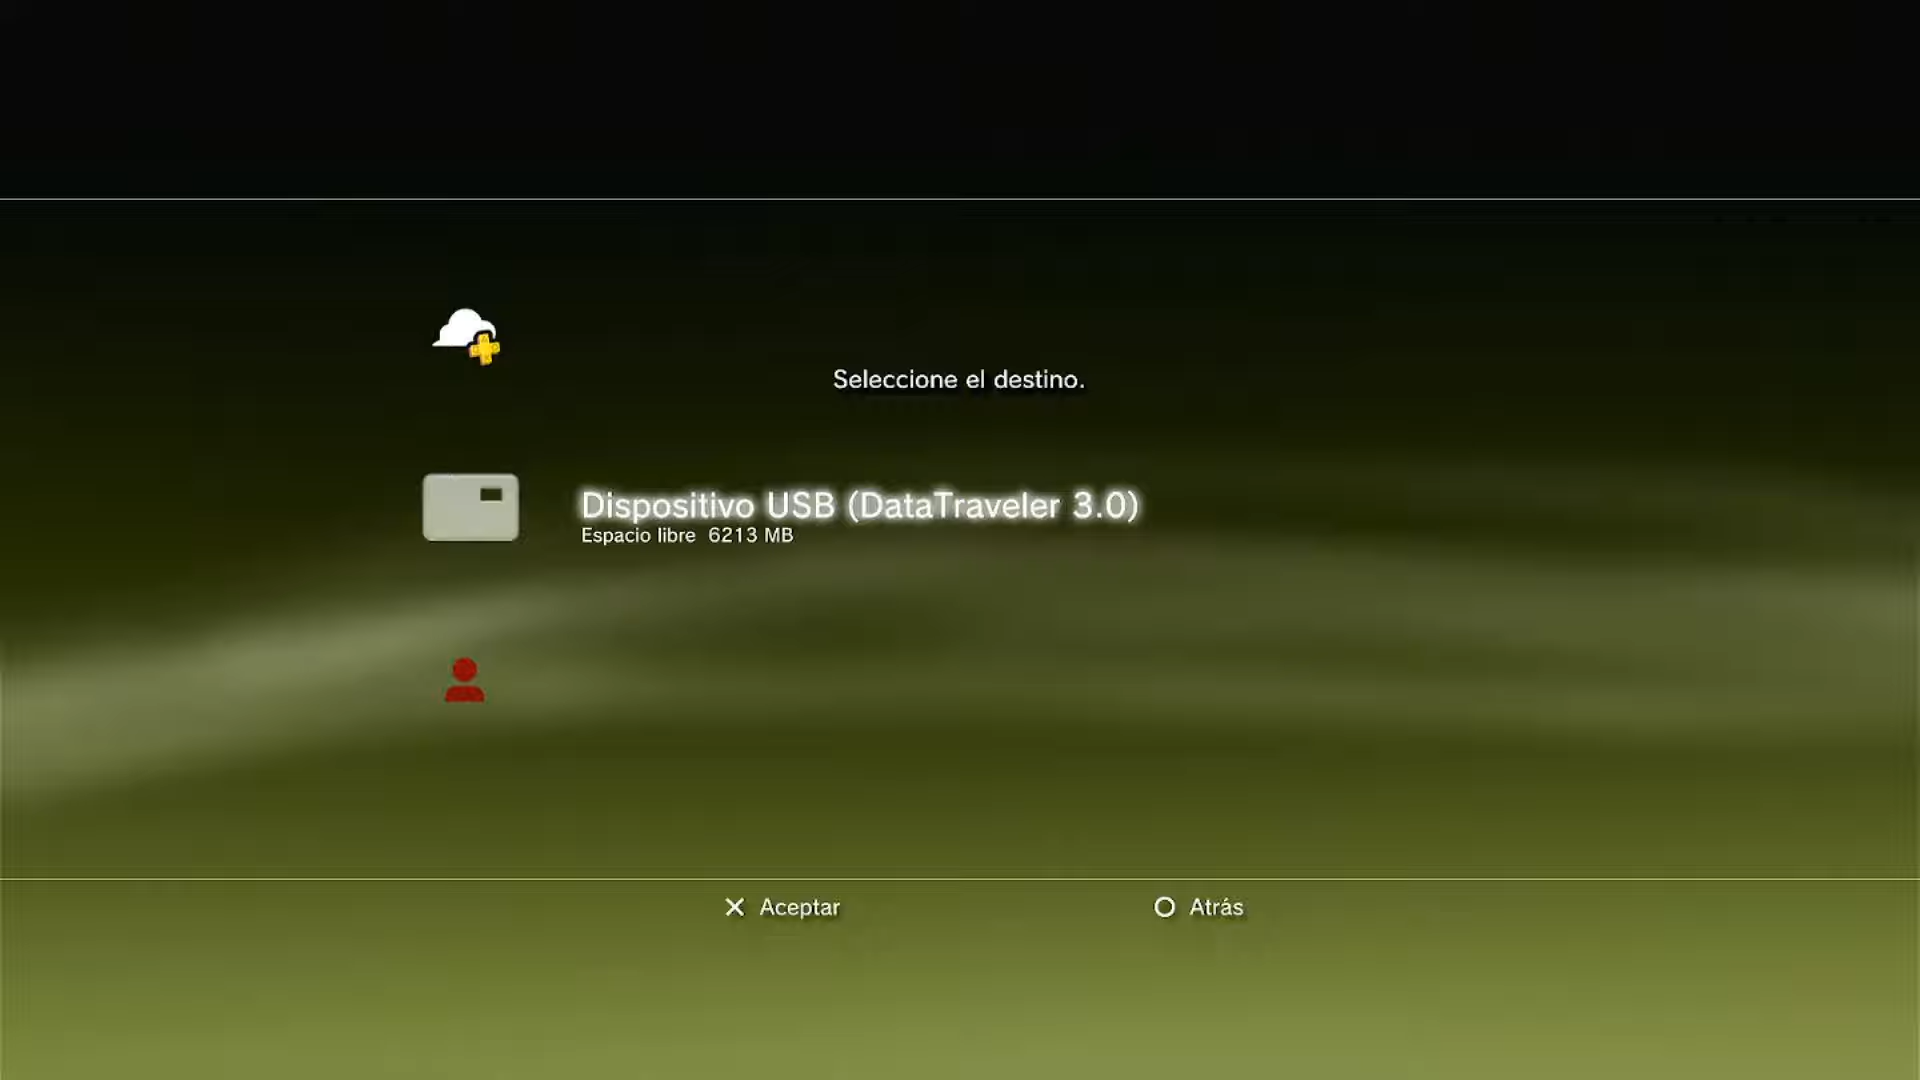 Seleccione el destino.
Dispositivo USB (DataTraveler 3.0)
Espacio libre 6213 MB
Aceptar
Atrás